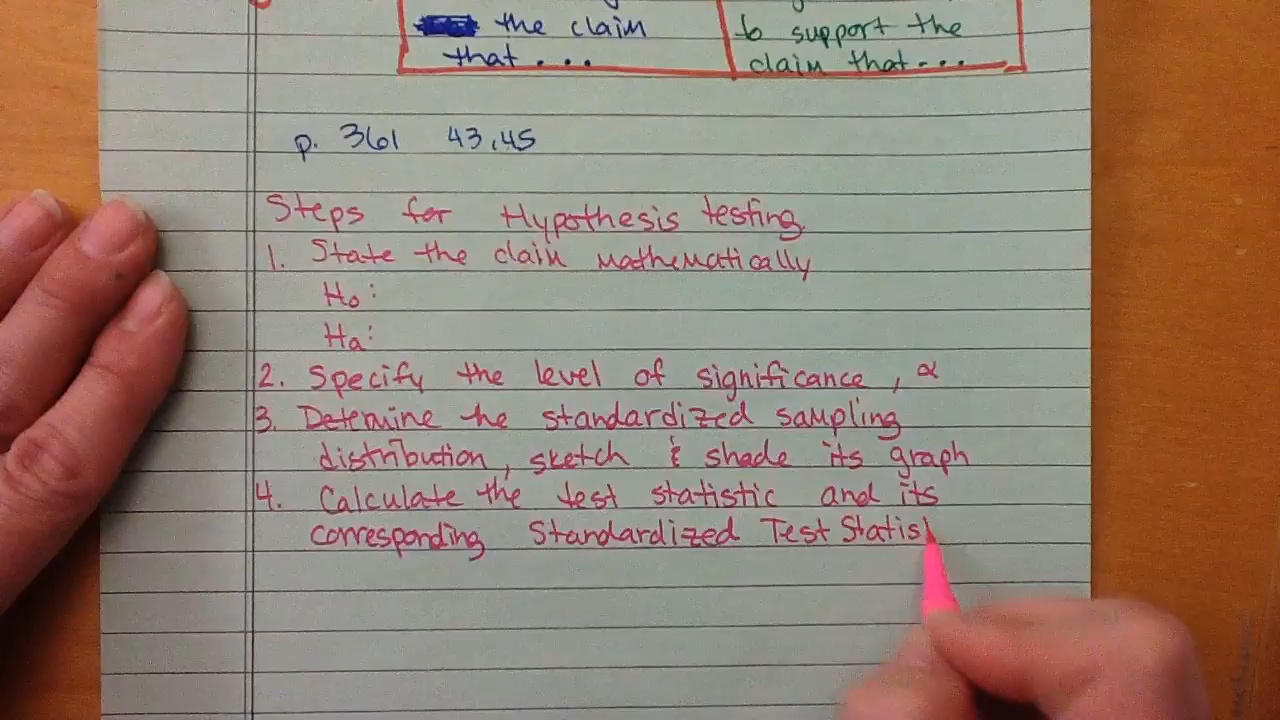 the claim
that...
to support the
claim that...
p. 361 43,45
Steps for Hypothesis testing.
1. State the claim mathematically
Ho:
Ha:
2. Specify the level of significance, α
3. Determine the standardized sampling
distribution, sketch & shade its graph
4. Calculate the test statistic and its
corresponding Standardized Test Statis